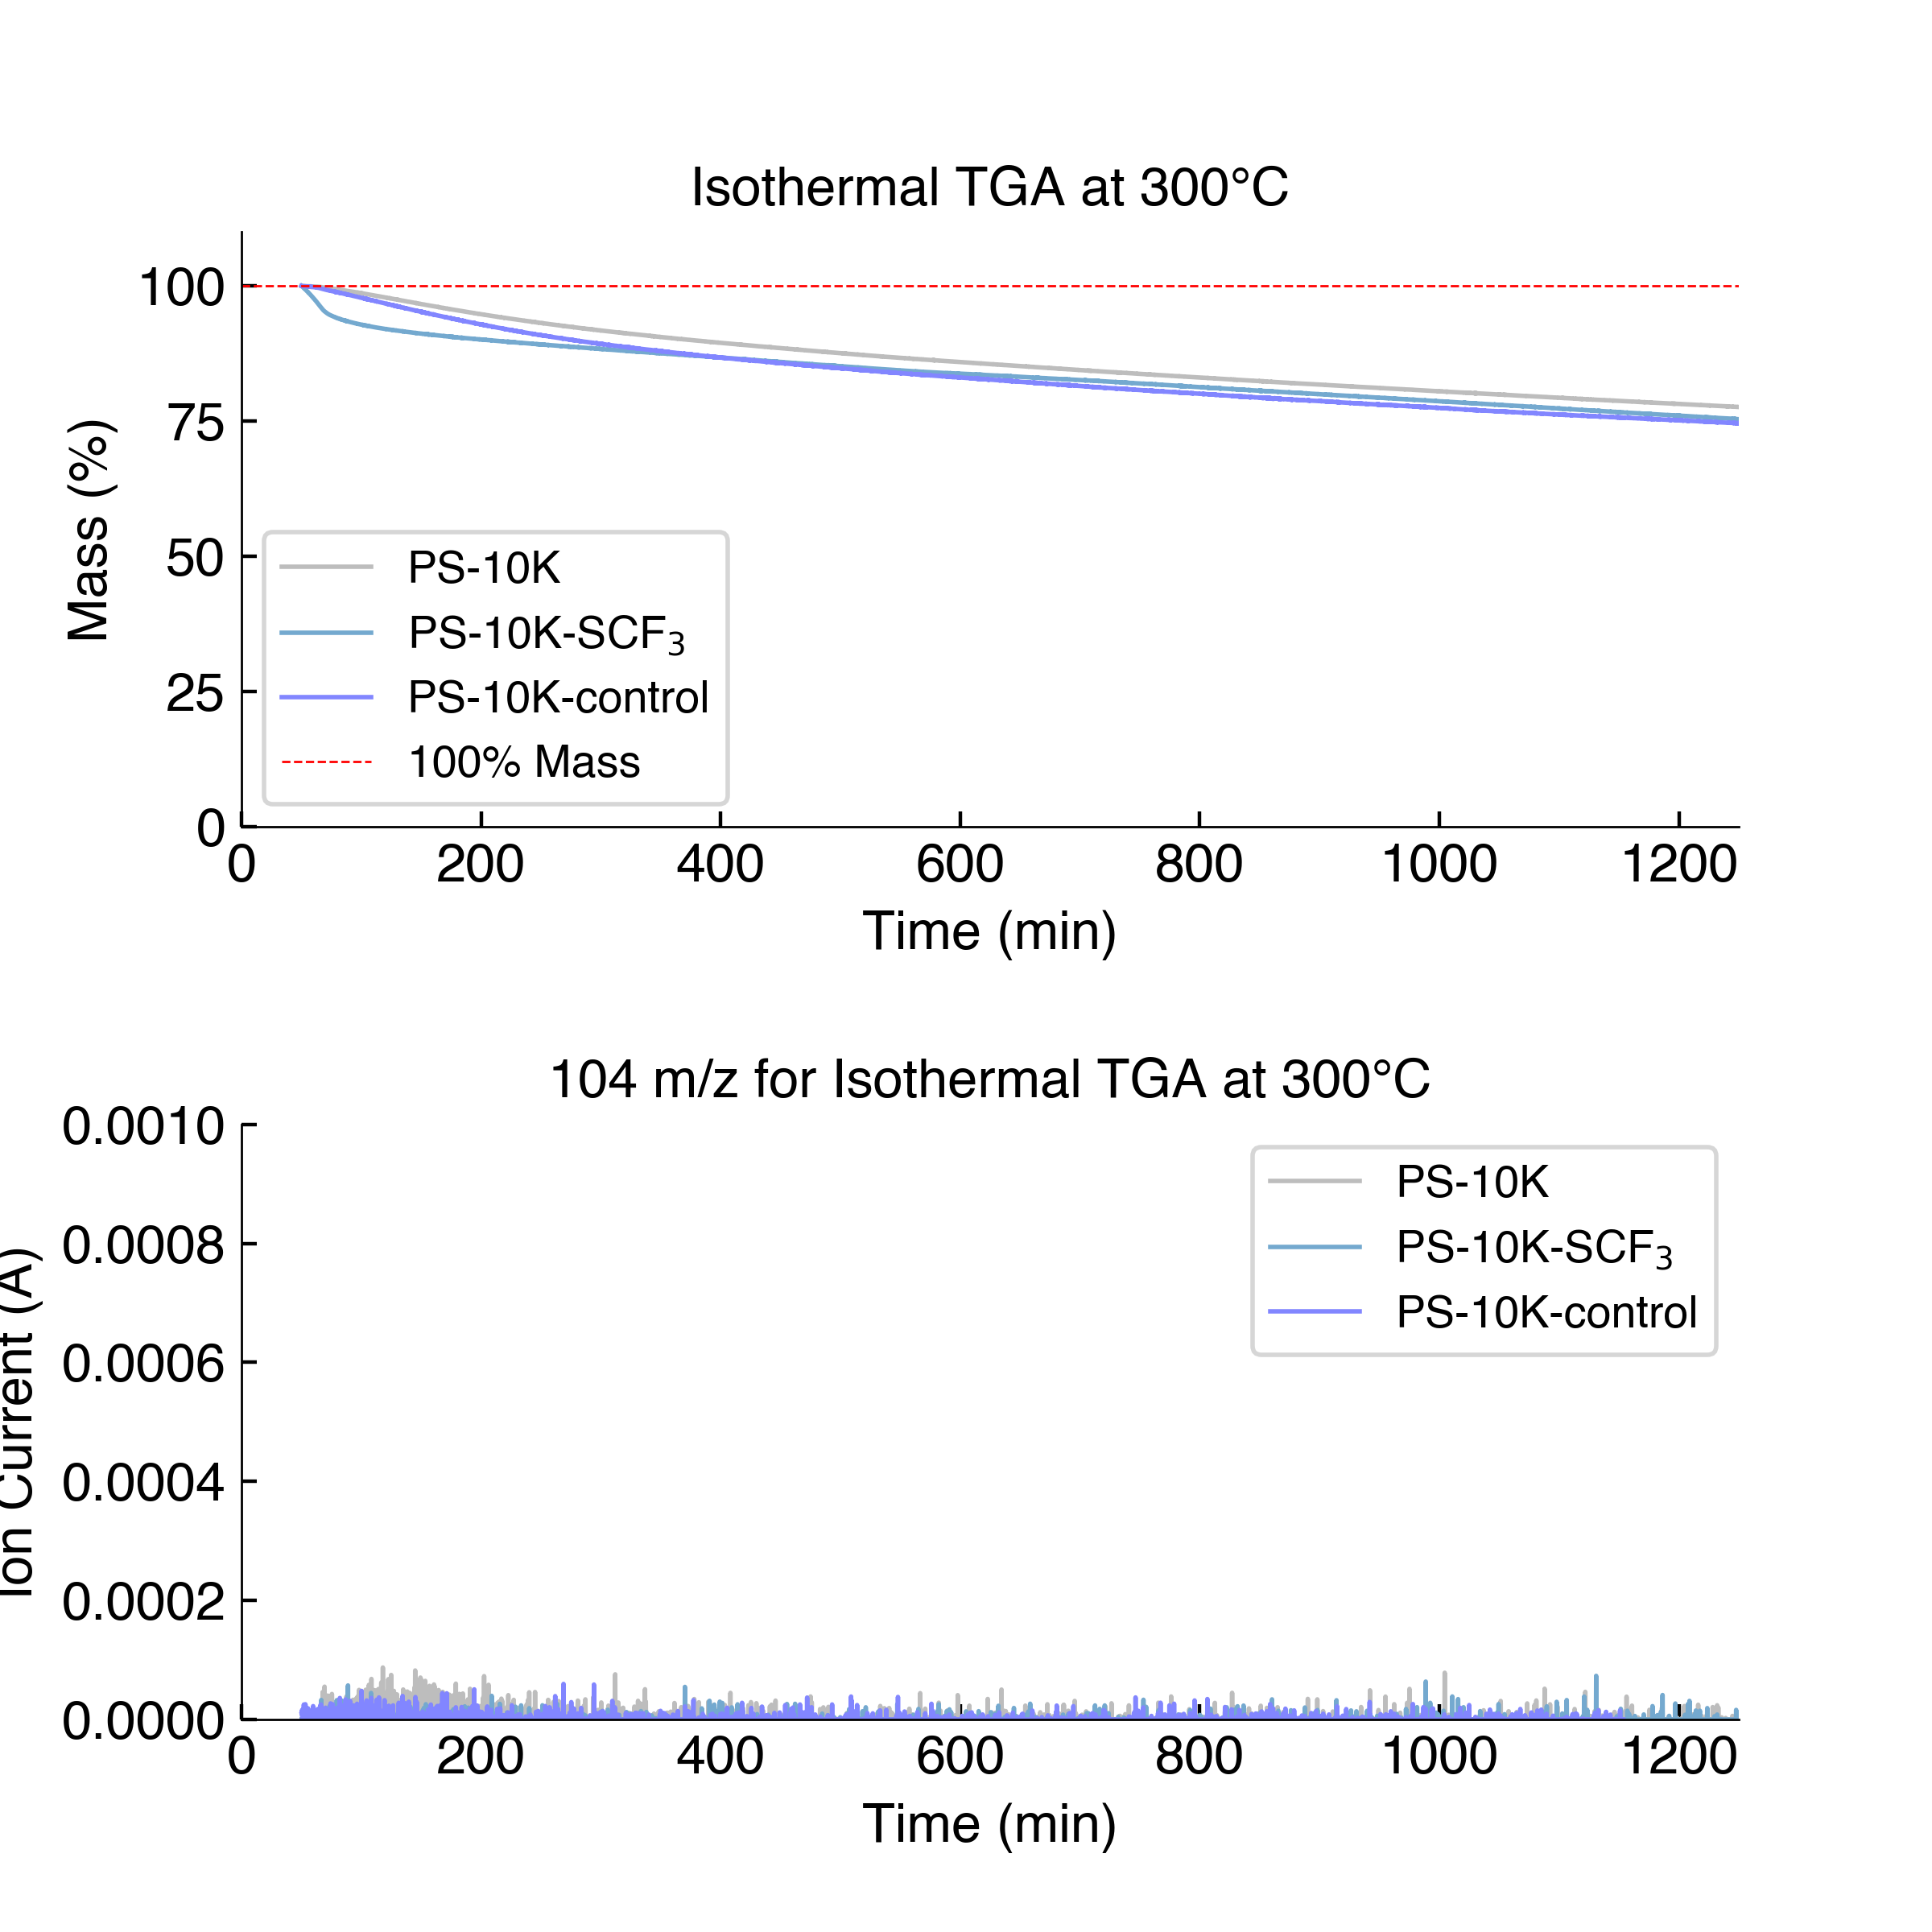 Isothermal TGA at 300°C
Mass (%)
100
75
50
25
0
PS-10K
PS-10K-SCF₃
PS-10K-control
100% Mass
0 200 400 600 800 1000 1200
Time (min)
104 m/z for Isothermal TGA at 300°C
Ion Current (A)
0.0010
0.0008
0.0006
0.0004
0.0002
0.0000
PS-10K
PS-10K-SCF₃
PS-10K-control
0 200 400 600 800 1000 1200
Time (min)